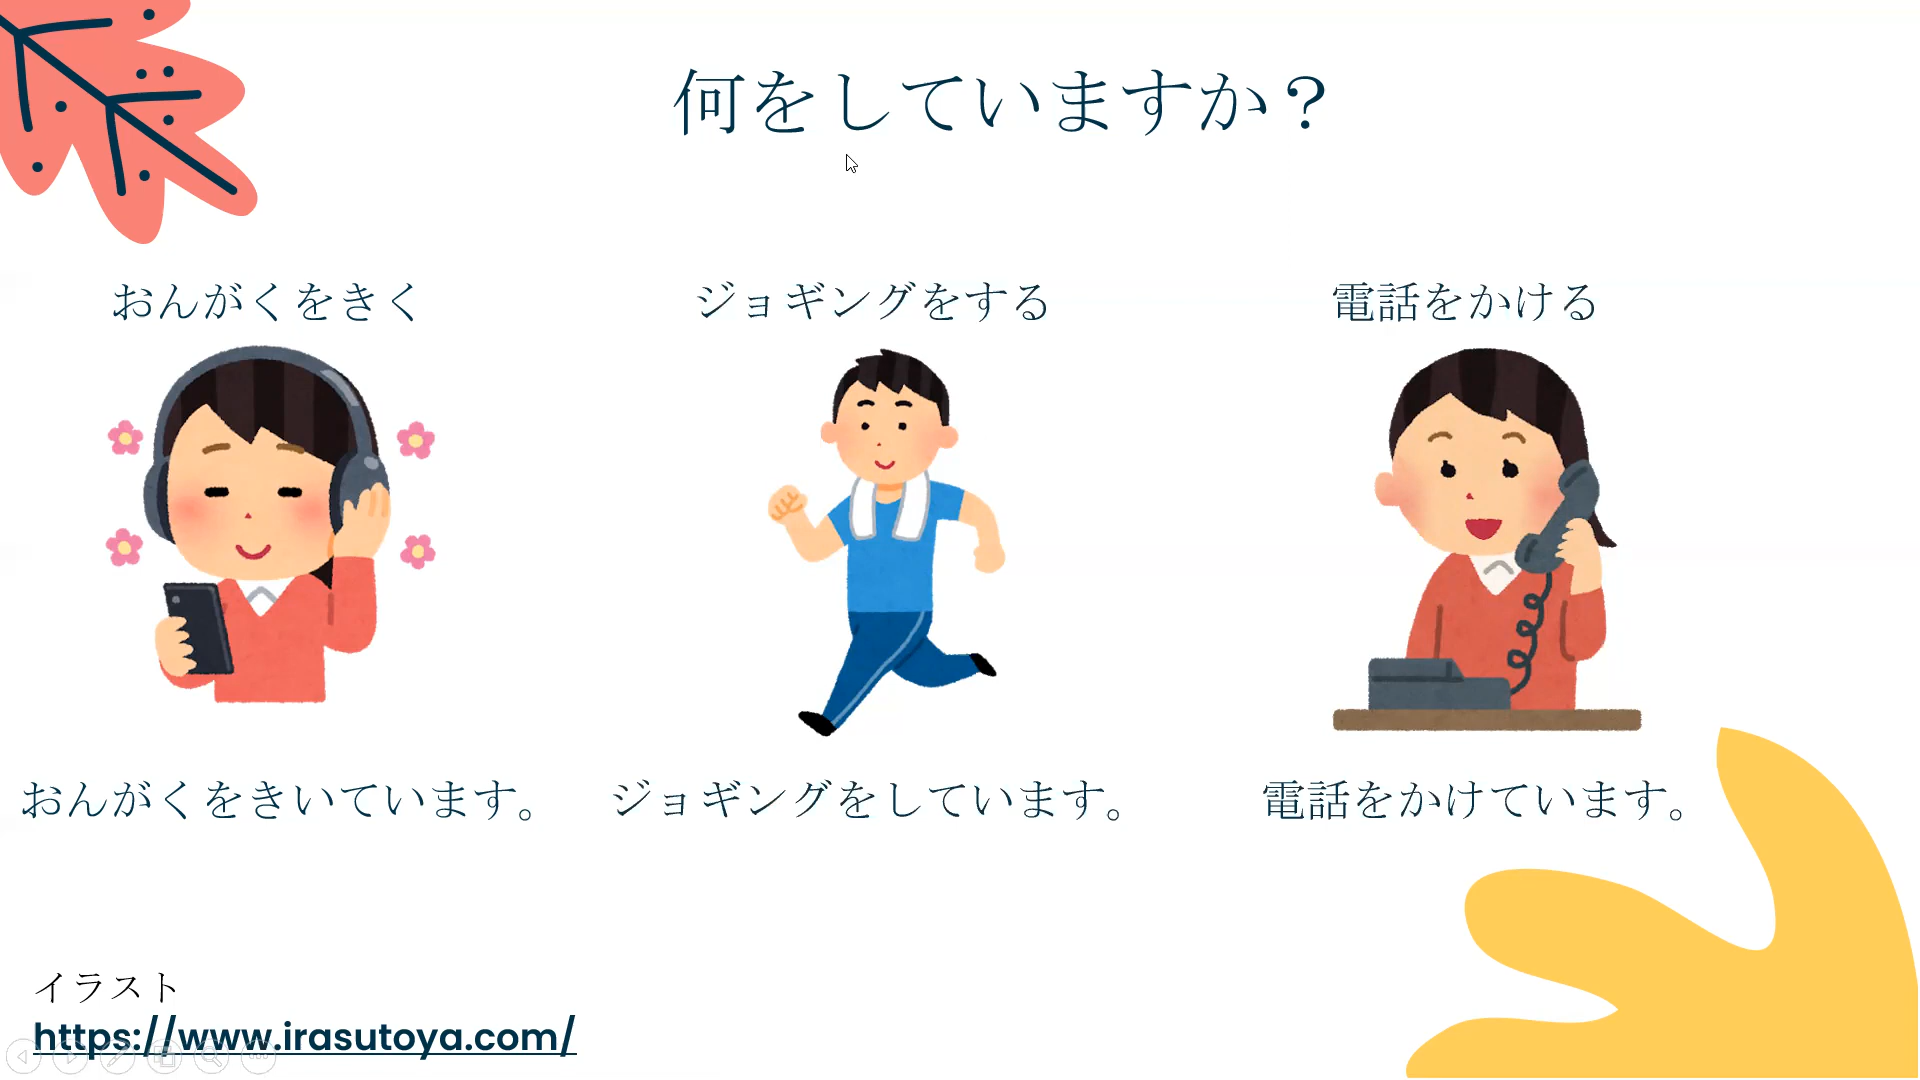 何をしていますか？
おんがくをきく
ジョギングをする
電話をかける
おんがくをきいています。
ジョギングをしています。
電話をかけています。
イラスト
https://www.irasutoya.com/